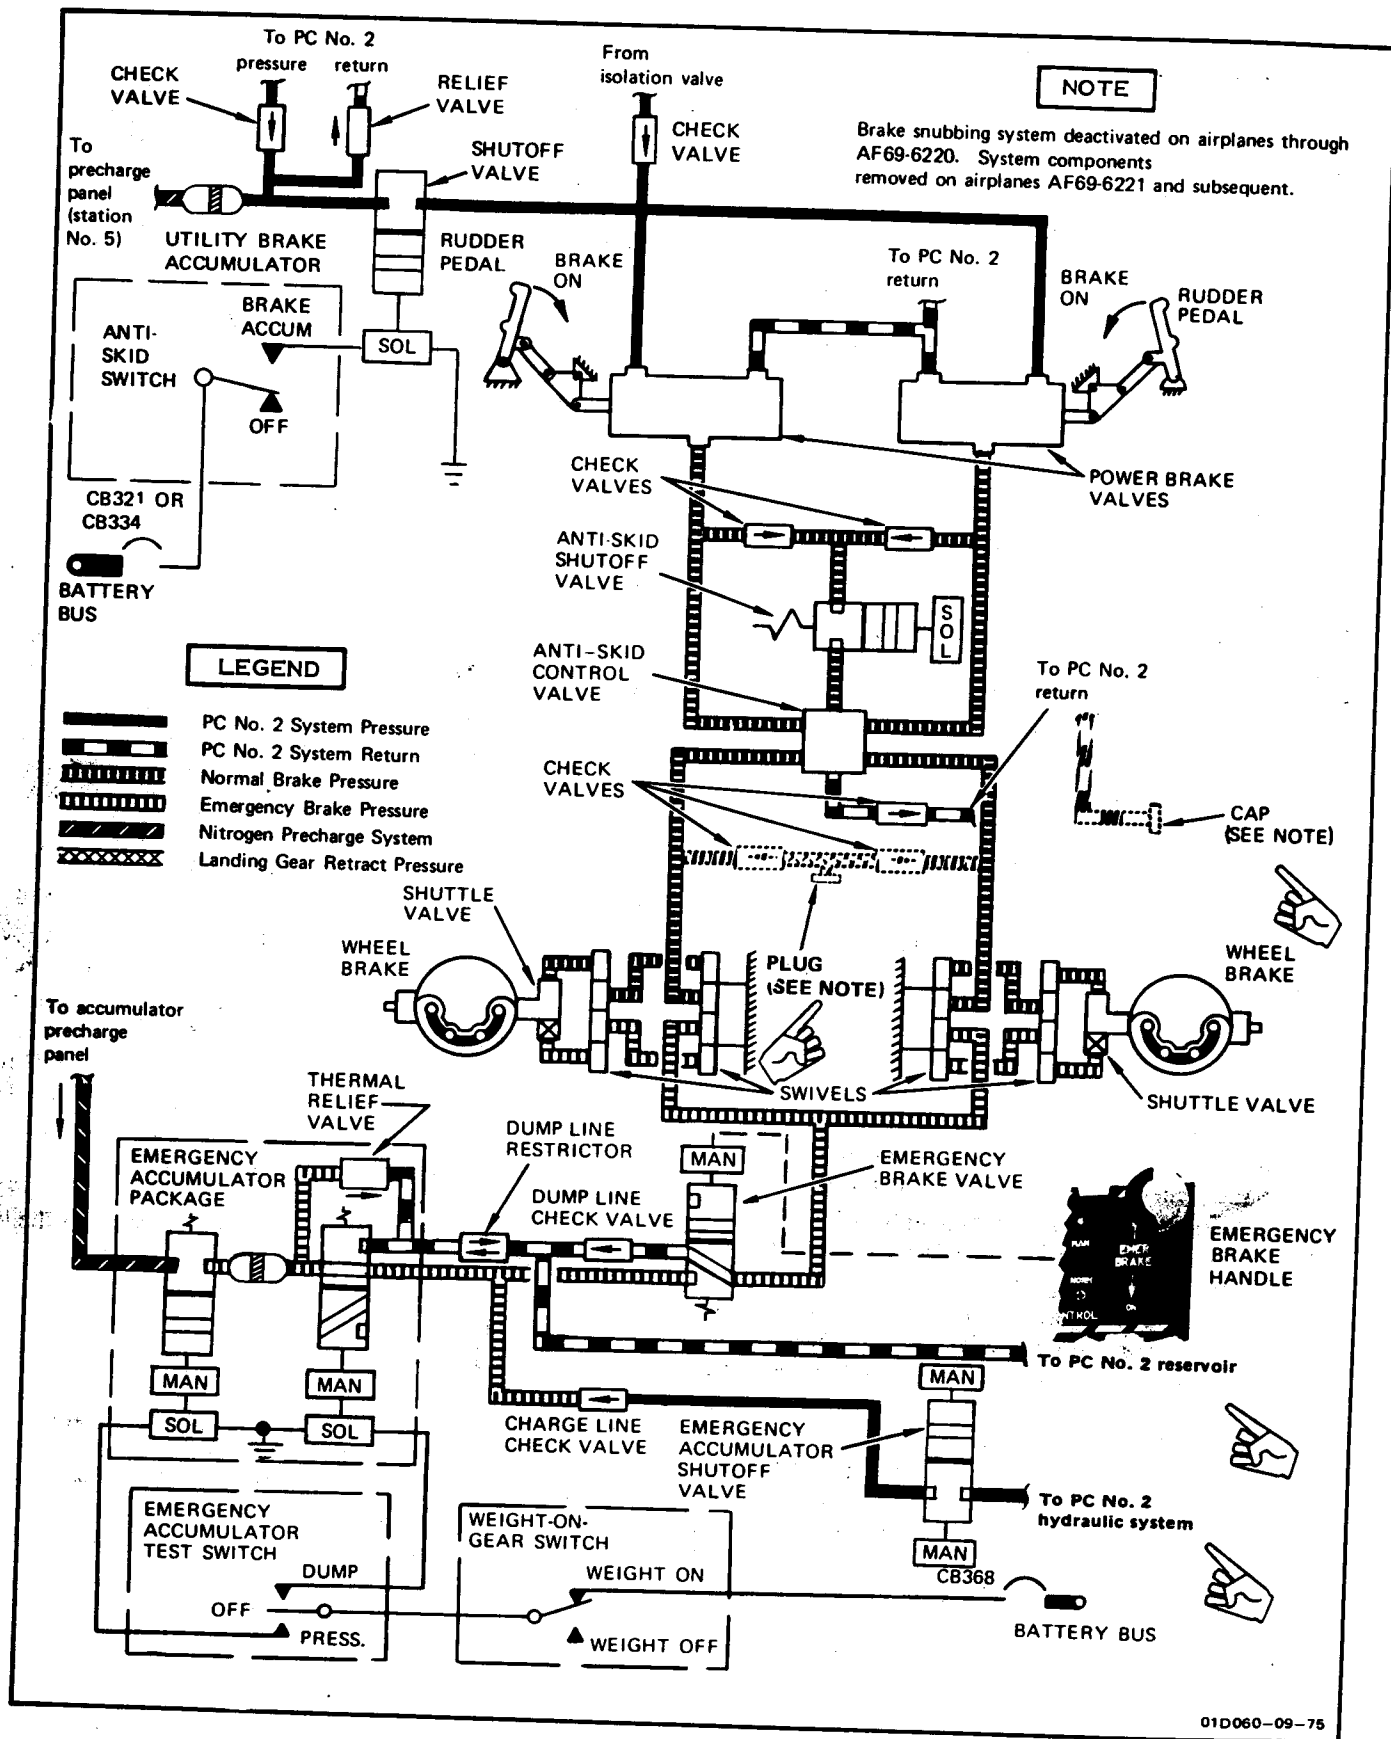 To PC No. 2
pressure return
CHECK
VALVE
RELIEF
VALVE
From
isolation valve
CHECK
VALVE
NOTE
Brake snubbing system deactivated on airplanes through
AF69-6220. System components
removed on airplanes AF69-6221 and subsequent.
To
precharge
panel
(station
No. 5)
SHUTOFF
VALVE
UTILITY BRAKE
ACCUMULATOR
RUDDER
PEDAL
BRAKE
ON
To PC No. 2
return
BRAKE
ON
RUDDER
PEDAL
ANTI-
SKID
SWITCH
BRAKE
ACCUM
OFF
SOL
CB321 OR
CB334
BATTERY
BUS
CHECK
VALVES
POWER BRAKE
VALVES
ANTI-SKID
SHUTOFF
VALVE
SOL
ANTI-SKID
CONTROL
VALVE
To PC No. 2
return
LEGEND
PC No. 2 System Pressure
PC No. 2 System Return
Normal Brake Pressure
Emergency Brake Pressure
Nitrogen Precharge System
Landing Gear Retract Pressure
CHECK
VALVES
CAP
(SEE NOTE)
SHUTTLE
VALVE
WHEEL
BRAKE
PLUG
(SEE NOTE)
WHEEL
BRAKE
SWIVELS
SHUTTLE VALVE
To accumulator
precharge
panel
THERMAL
RELIEF
VALVE
EMERGENCY
ACCUMULATOR
PACKAGE
DUMP LINE
RESTRICTOR
DUMP LINE
CHECK VALVE
MAN
EMERGENCY
BRAKE VALVE
EMER
BRAKE
ON
NORM
NTROL
EMERGENCY
BRAKE
HANDLE
To PC No. 2 reservoir
MAN
MAN
SOL
SOL
CHARGE LINE
CHECK VALVE
EMERGENCY
ACCUMULATOR
SHUTOFF
VALVE
MAN
MAN
To PC No. 2
hydraulic system
EMERGENCY
ACCUMULATOR
TEST SWITCH
DUMP
OFF
PRESS.
WEIGHT-ON-
GEAR SWITCH
WEIGHT ON
WEIGHT OFF
CB368
BATTERY BUS
01D060-09-75